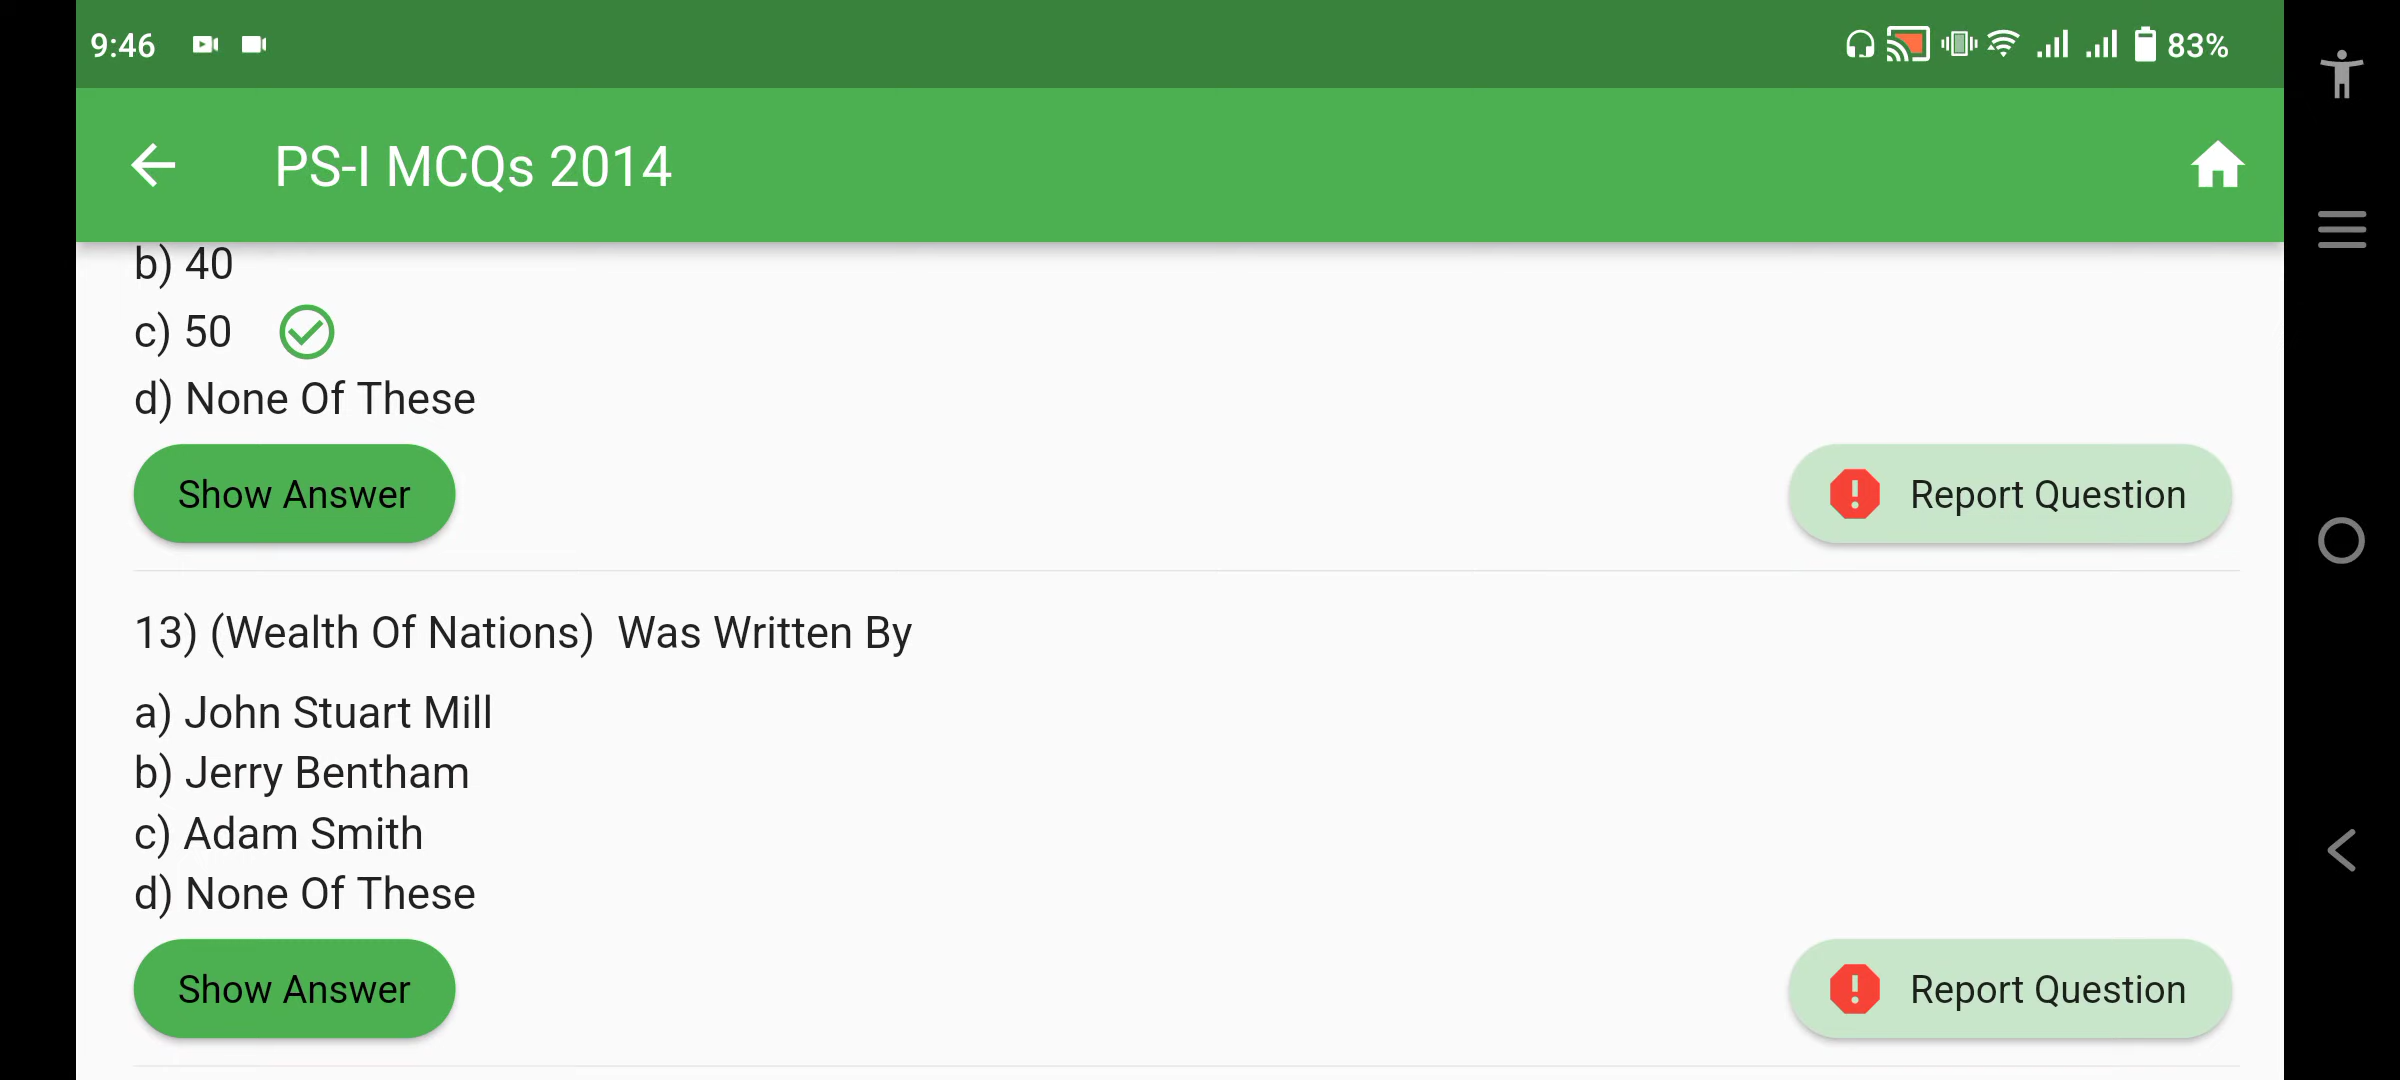 9:46
83%
PS-I MCQs 2014
b) 40
c) 50
d) None Of These
Show Answer
Report Question
13) (Wealth Of Nations)  Was Written By
a) John Stuart Mill
b) Jerry Bentham
c) Adam Smith
d) None Of These
Show Answer
Report Question